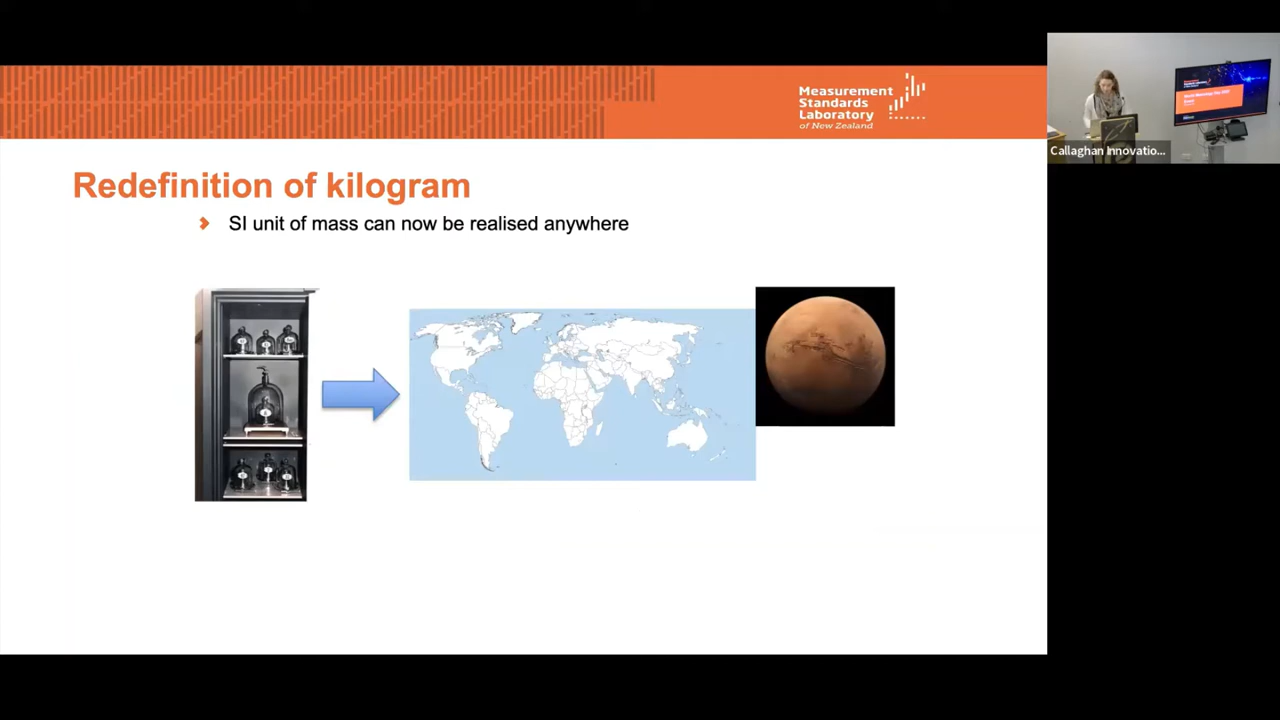 Measurement
Standards
Laboratory
of New Zealand
Callaghan Innovatio...
Redefinition of kilogram
SI unit of mass can now be realised anywhere